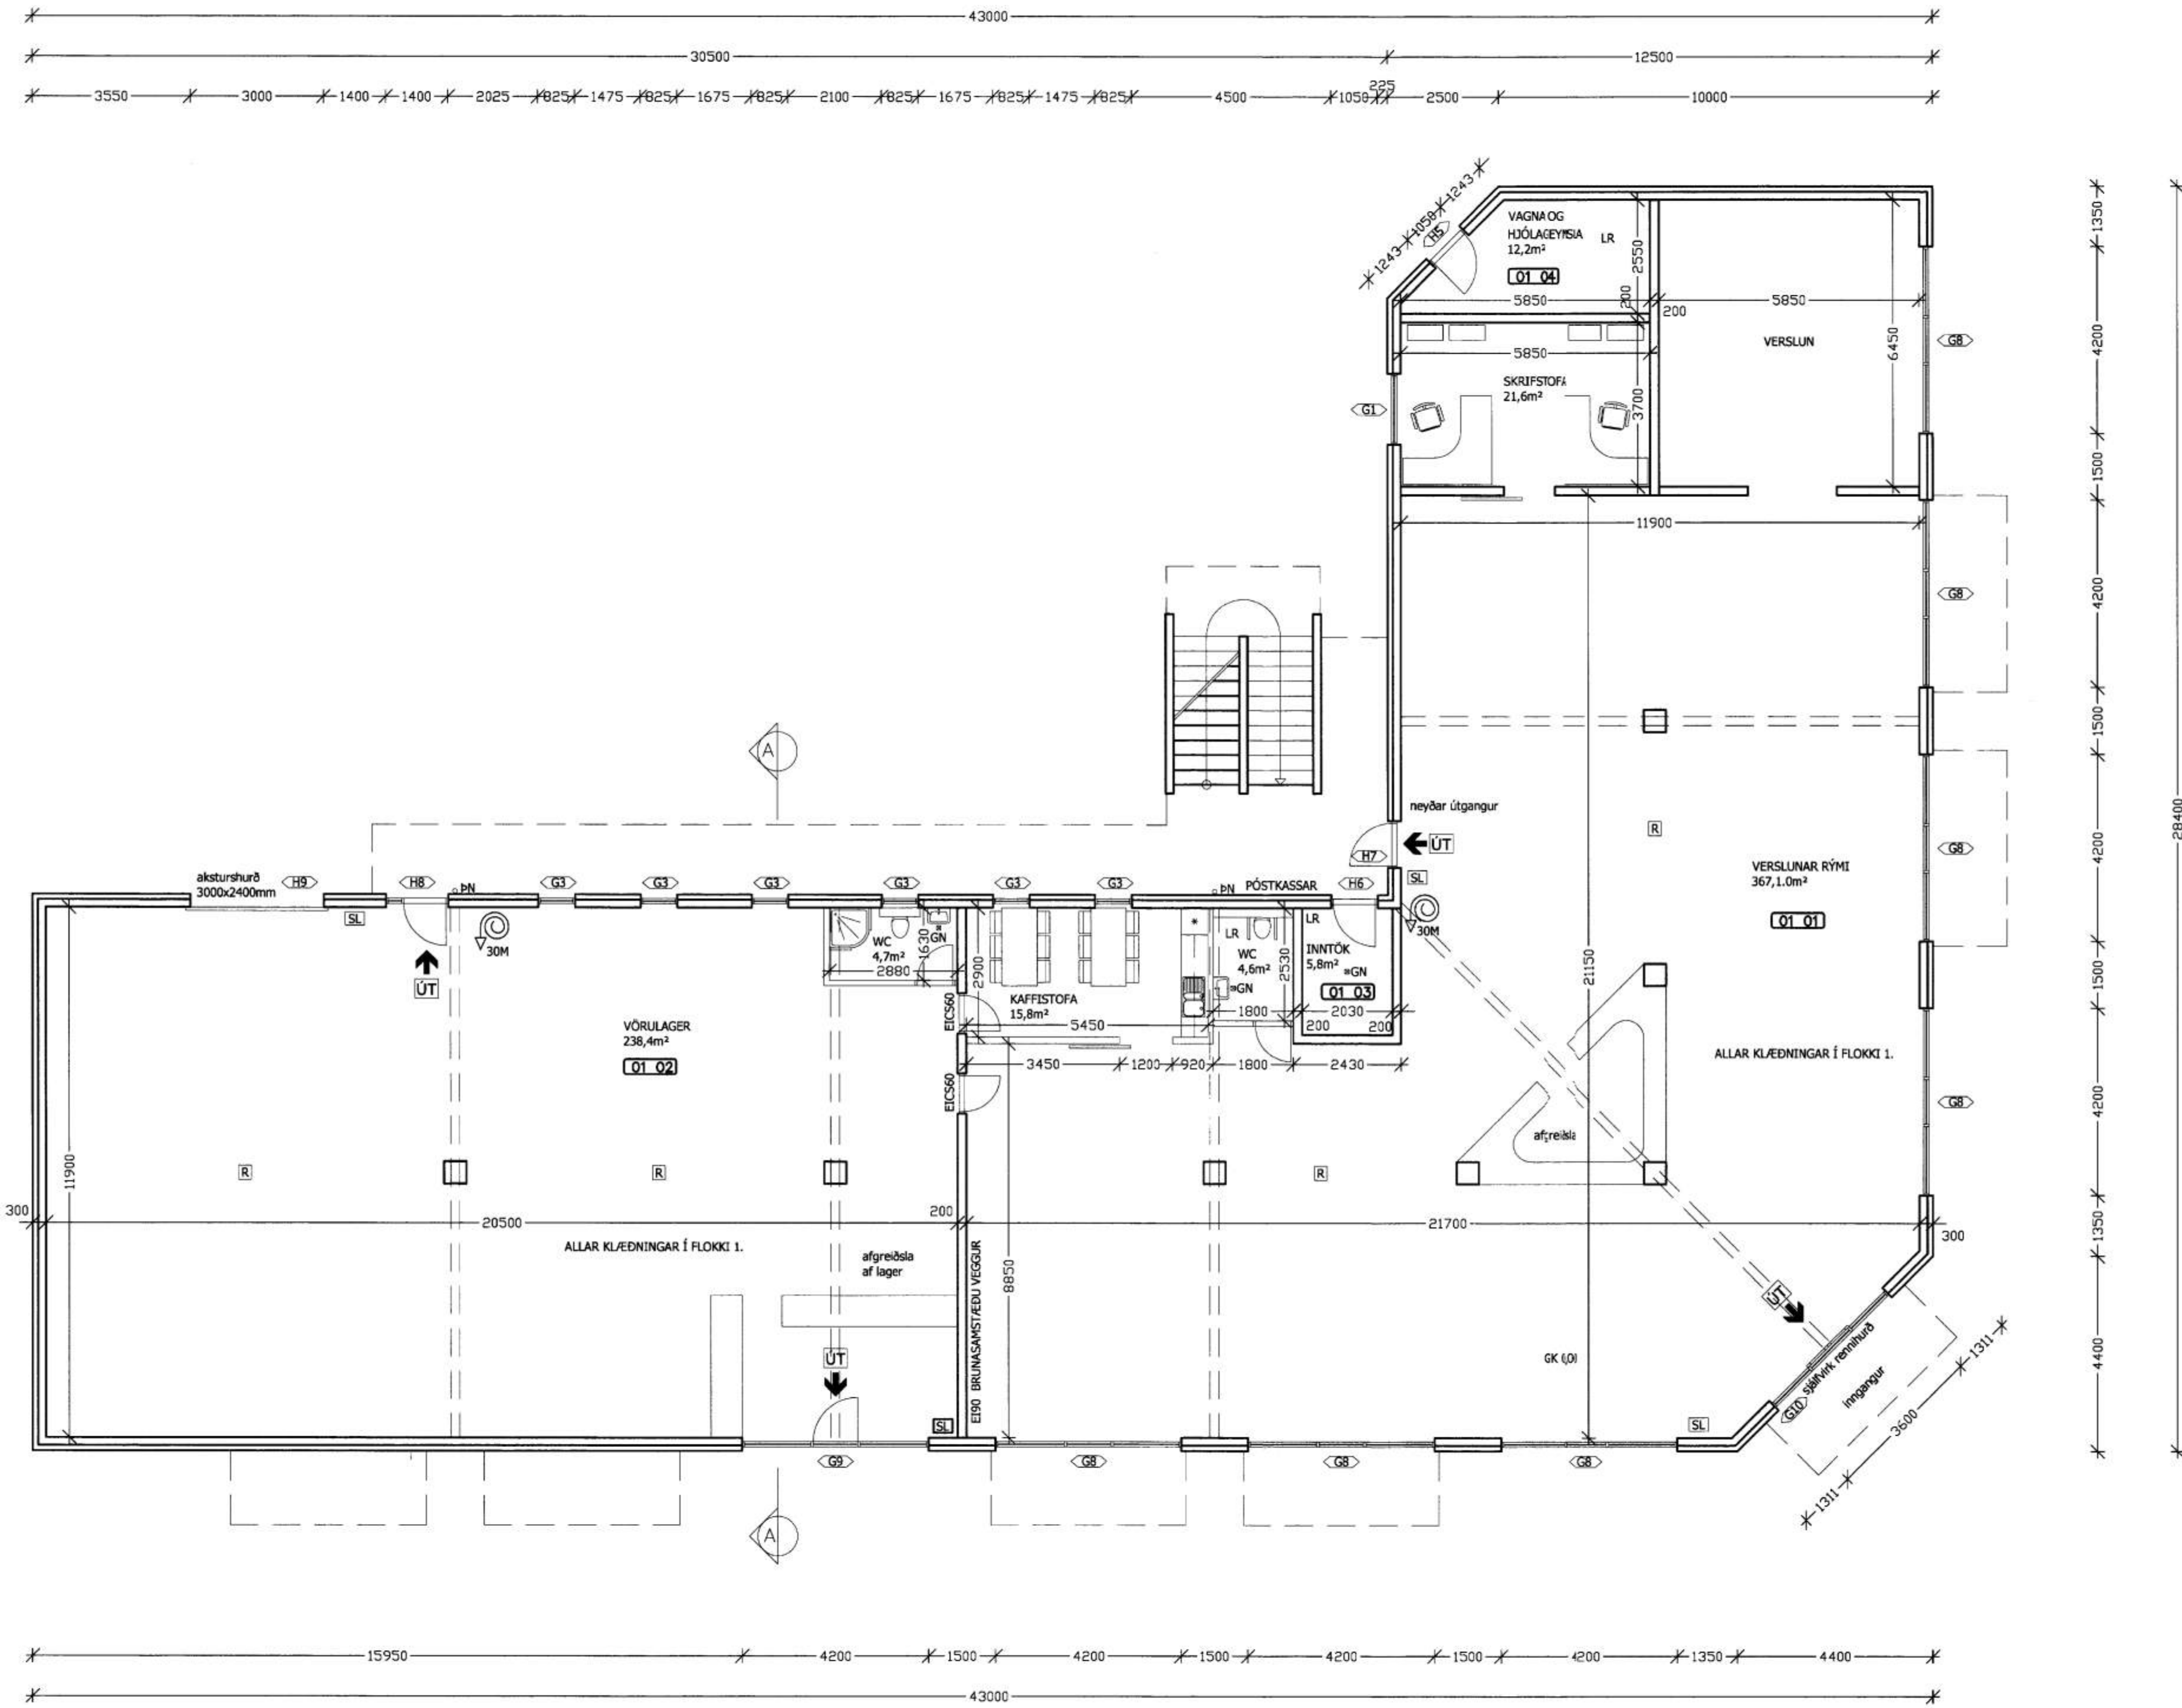 43000
30500
12500
3550
3000
1400
1400
2025
825
1475
825
1675
825
2100
825
1675
825
1475
825
4500
1050
225
2500
10000
1243
1050
1243
H5
VAGNA OG
HJÓLAGEYMSLA
12,2m²
LR
01 04
2550
5850
200
200
5850
VERSLUN
6450
G8
5850
SKRIFSTOFA
21,6m²
3700
G1
11900
G8
1350
4200
1500
4200
1500
4200
1500
4200
1350
4400
28400
A
neyðar útgangur
ÚT
R
H7
VERSLUNAR RÝMI
367,1.0m²
01 01
G8
aksturshurð
3000x2400mm
H9
H8
ÞN
G3
G3
G3
G3
G3
G3
ÞN
PÓSTKASSAR
H6
SL
SL
30M
ÚT
WC
4,7m²
1630
GN
2880
2900
KAFFISTOFA
15,8m²
5450
LR
WC
4,6m²
GN
2530
1800
LR
INNTÖK
5,8m²
GN
01 03
2030
200
200
30M
21150
EICS60
EICS60
3450
1200
920
1800
2430
VÖRULAGER
238,4m²
01 02
ALLAR KLÆÐNINGAR Í FLOKKI 1.
G8
afgreiðsla
11900
R
R
R
300
20500
200
21700
300
ALLAR KLÆÐNINGAR Í FLOKKI 1.
afgreiðsla
af lager
EI90 BRUNASAMSTÆÐU VEGGUR
8850
ÚT
SL
ÚT
GK
SL
sjálfvirk rennihurð
G10
inngangur
1311
3600
1311
G9
G8
G8
G8
A
15950
4200
1500
4200
1500
4200
1500
4200
1350
4400
43000